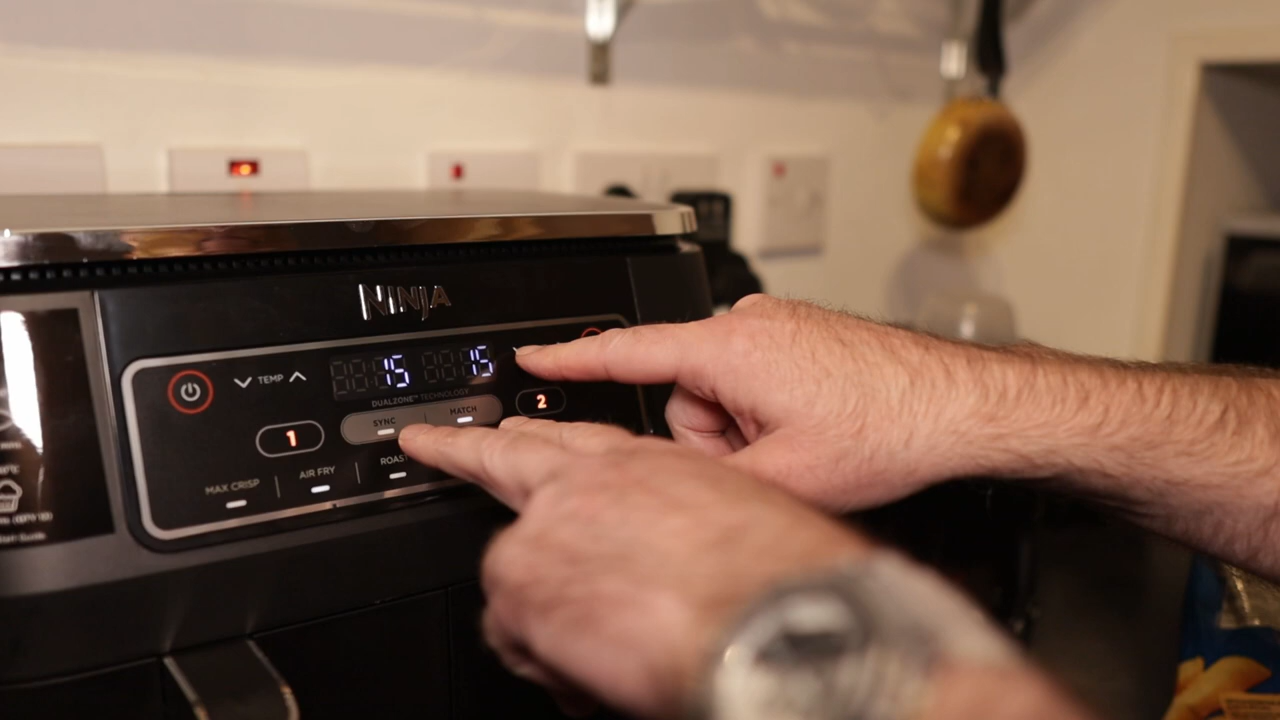 NINJA
TEMP
15 15
DUALZONE™ TECHNOLOGY
SYNC MATCH
1
2
MAX CRISP AIR FRY ROAST